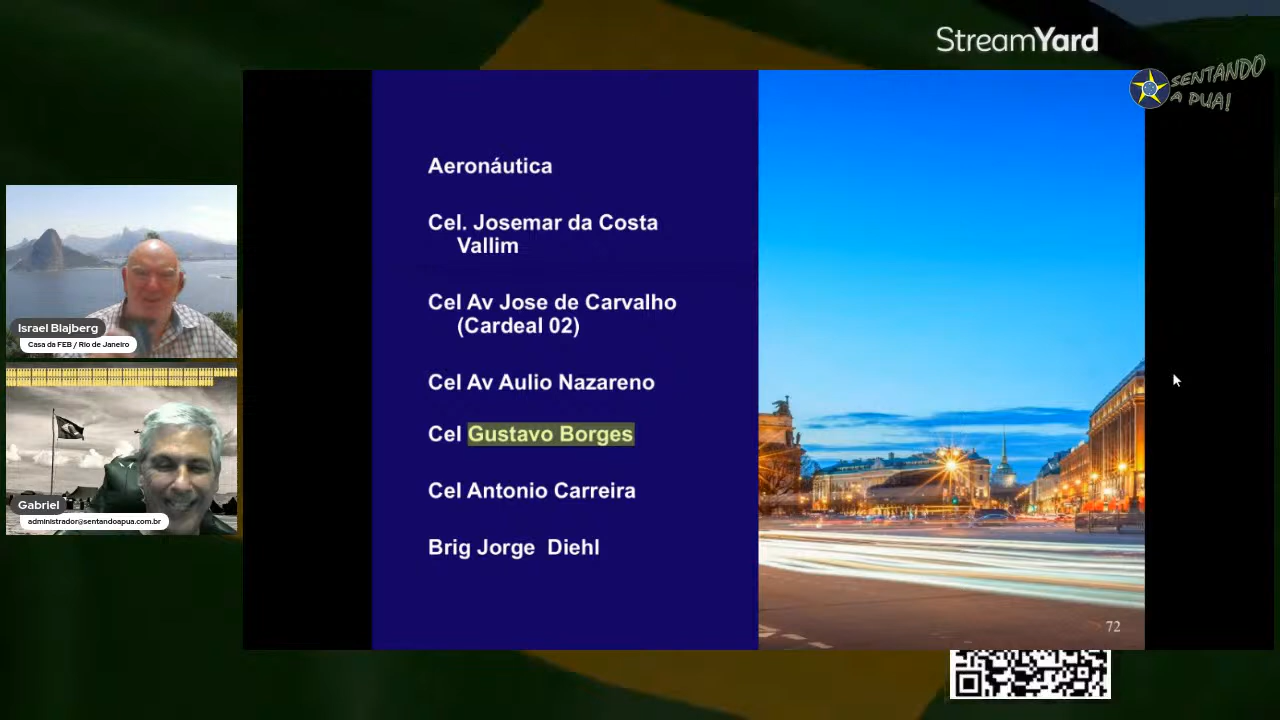 StreamYard
SENTANDO
A PUA!
Aeronáutica
Cel. Josemar da Costa
Vallim
Cel Av Jose de Carvalho
(Cardeal 02)
Cel Av Aulio Nazareno
Cel Gustavo Borges
Cel Antonio Carreira
Brig Jorge Diehl
72
Israel Blajberg
Casa da FEB / Rio de Janeiro
Gabriel
administrador@sentandoapua.com.br